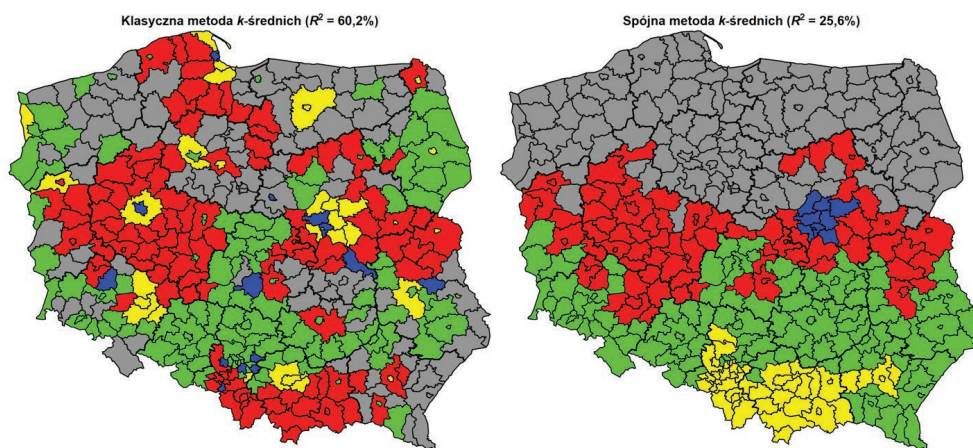 Klasyczna metoda k-średnich (R² = 60,2%)
Spójna metoda k-średnich (R² = 25,6%)